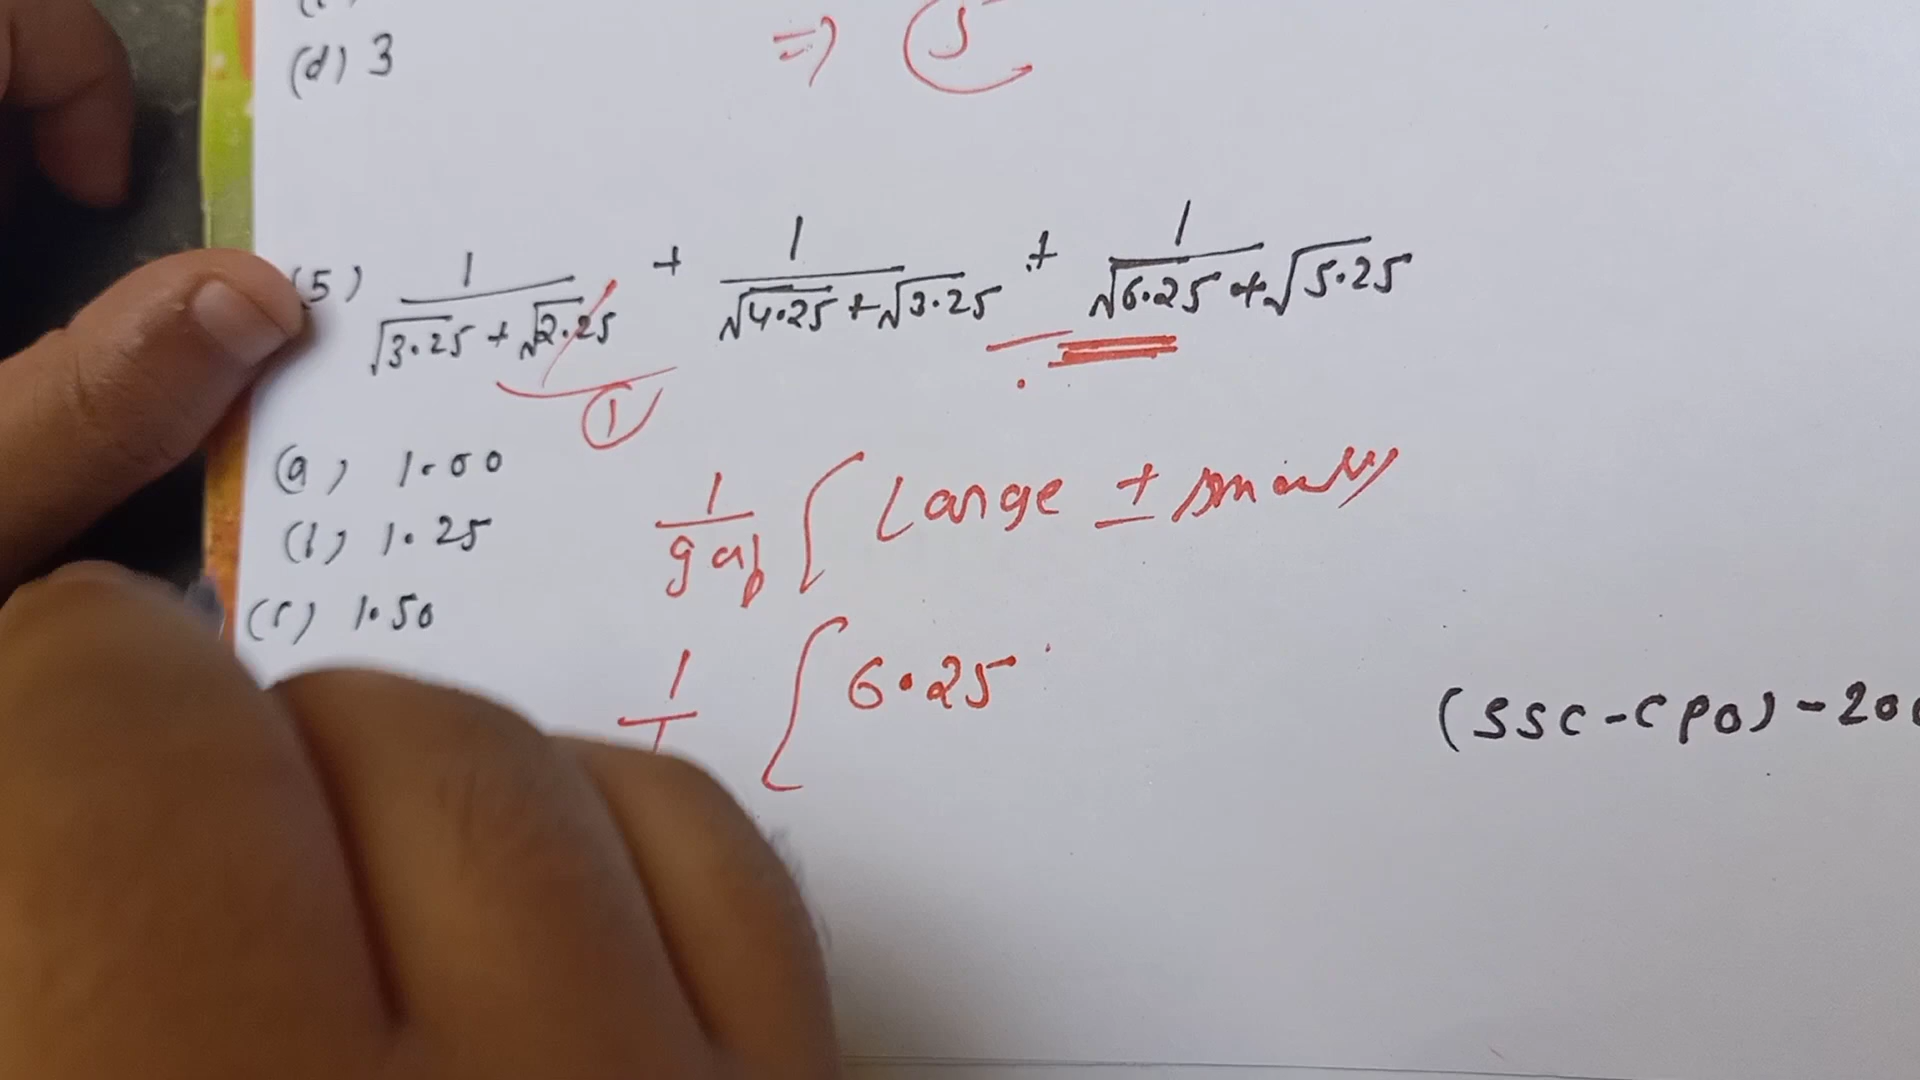 (d) 3
⇒ 5
(5) 1/(√3.25 + √2.25) + 1/(√4.25 + √3.25) + 1/(√6.25 + √5.25)
1
(a) 1.00
1/gap [ Large ±
(b) 1.25
(c) 1.50
1/1 [ 6.25
(SSC-CPO) - 20